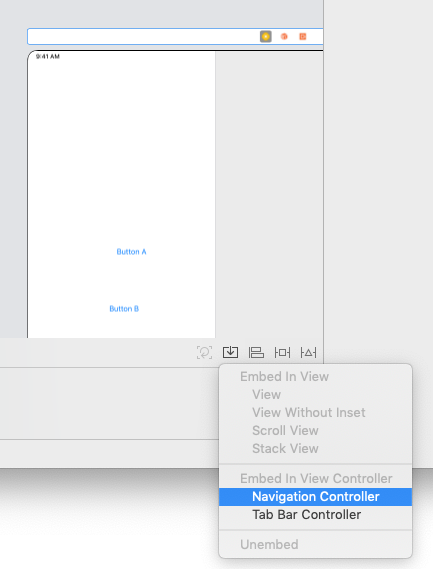 9:41 AM
Button A
Button B
Embed In View
View
View Without Inset
Scroll View
Stack View
Embed In View Controller
Navigation Controller
Tab Bar Controller
Unembed